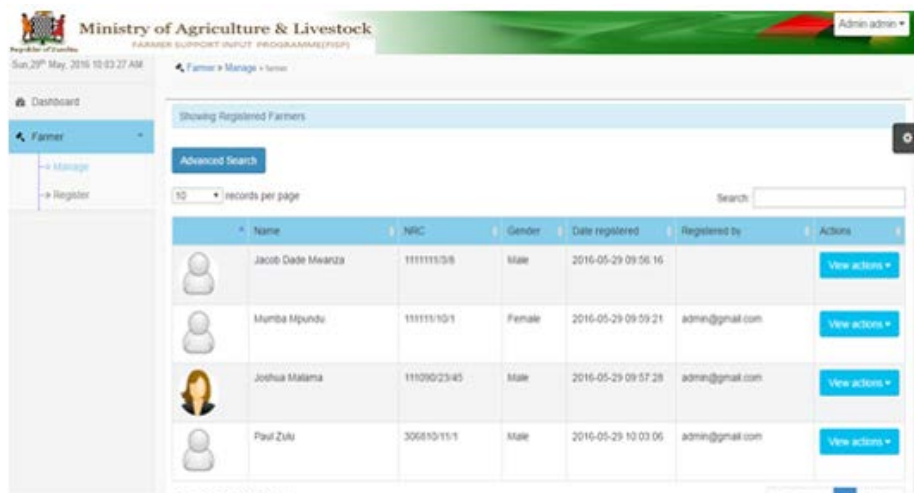 Ministry of Agriculture & Livestock
Admin admin
FARMER SUPPORT INPUT PROGRAMME(FISP)
Republic of Zambia
Sun,29th May, 2016 10:03:27 AM
Farmer » Manage » farmer
Dashboard
Showing Registered Farmers
Farmer
Manage
Advanced Search
Register
10 records per page
Search:
Name NRC Gender Date registered Registered by Actions
Jacob Dade Mwanza 1111111/3/8 Male 2016-05-29 09:56:16 View actions
Mumba Mpundu 111111/10/1 Female 2016-05-29 09:59:21 admin@gmail.com View actions
Joshua Malama 111090/23/45 Male 2016-05-29 09:57:28 admin@gmail.com View actions
Paul Zulu 306810/11/1 Male 2016-05-29 10:03:06 admin@gmail.com View actions